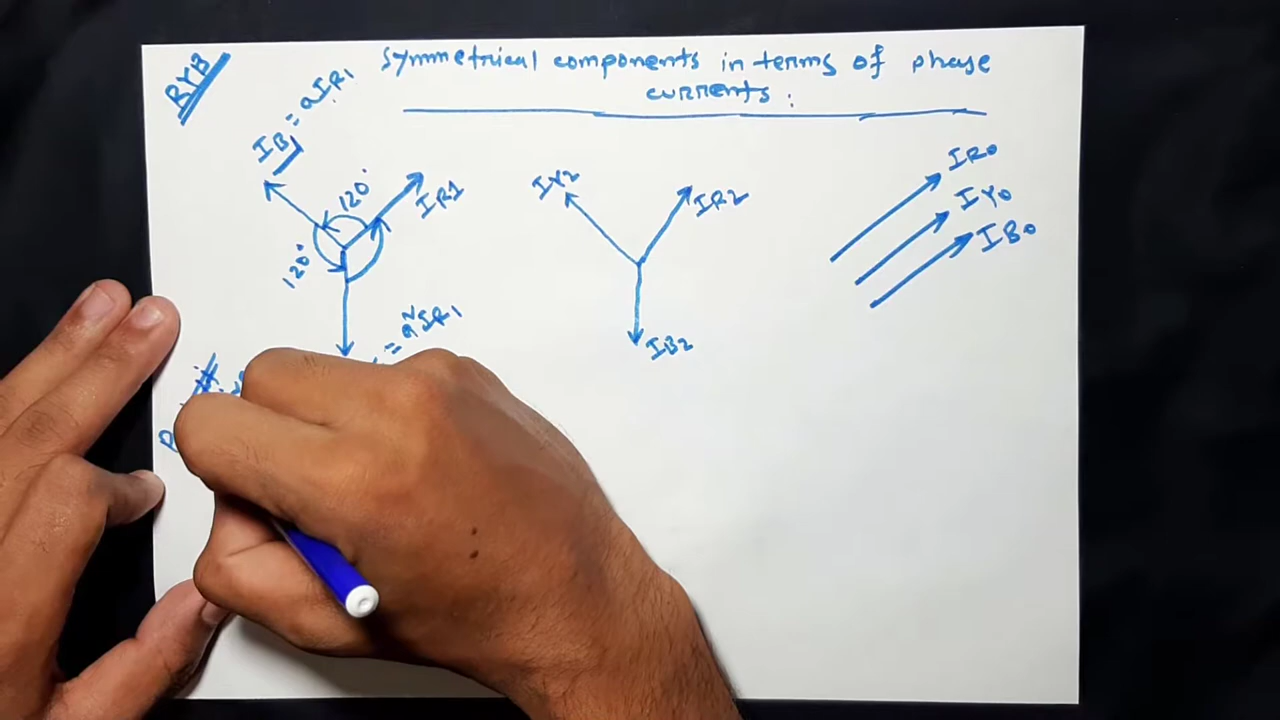 RYB
Symmetrical components in terms of phase
currents:
IB1 = aIR1
120°
IR1
120°
= a²IR1
IY2
IR2
IB2
IR0
IY0
IB0